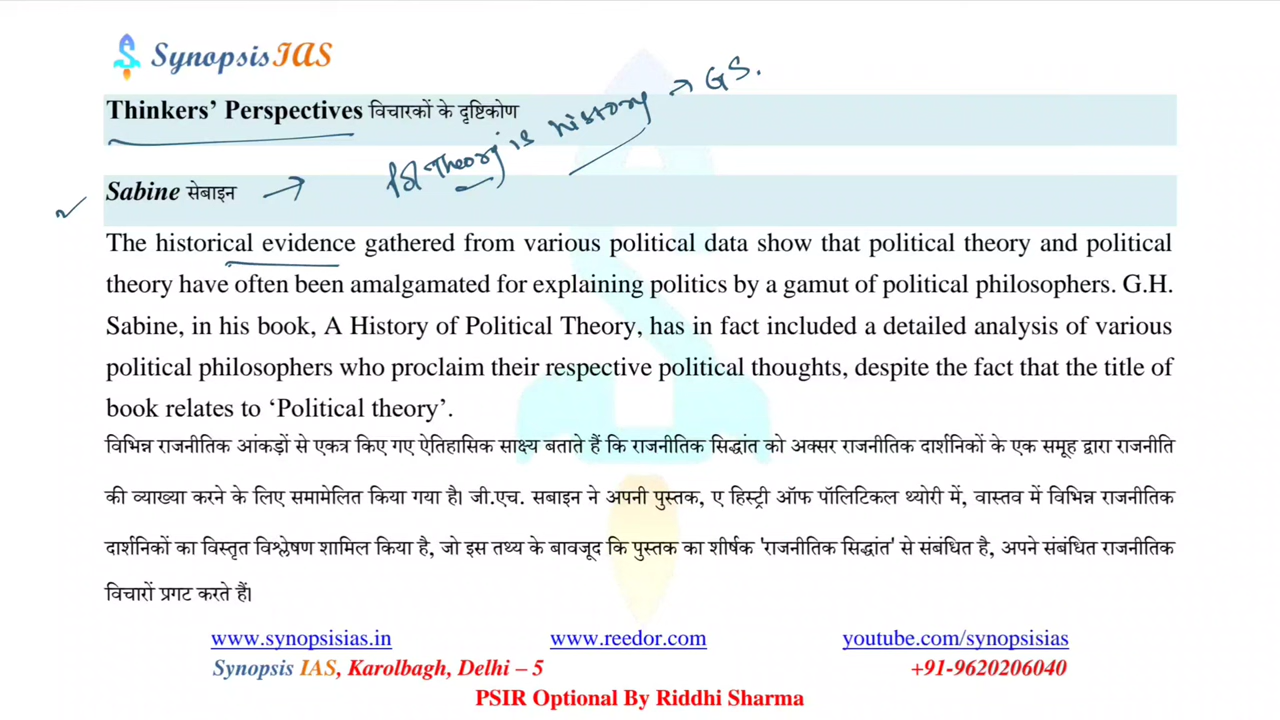 Synopsis IAS
Thinkers' Perspectives विचारकों के दृष्टिकोण
Theory is history → GS.
Sabine सेबाइन →
The historical evidence gathered from various political data show that political theory and political
theory have often been amalgamated for explaining politics by a gamut of political philosophers. G.H.
Sabine, in his book, A History of Political Theory, has in fact included a detailed analysis of various
political philosophers who proclaim their respective political thoughts, despite the fact that the title of
book relates to ‘Political theory’.
विभिन्न राजनीतिक आंकड़ों से एकत्र किए गए ऐतिहासिक साक्ष्य बताते हैं कि राजनीतिक सिद्धांत को अक्सर राजनीतिक दार्शनिकों के एक समूह द्वारा राजनीति
की व्याख्या करने के लिए समामेलित किया गया है। जी.एच. सबाइन ने अपनी पुस्तक, ए हिस्ट्री ऑफ पॉलिटिकल थ्योरी में, वास्तव में विभिन्न राजनीतिक
दार्शनिकों का विस्तृत विश्लेषण शामिल किया है, जो इस तथ्य के बावजूद कि पुस्तक का शीर्षक 'राजनीतिक सिद्धांत' से संबंधित है, अपने संबंधित राजनीतिक
विचारों प्रगट करते हैं।
www.synopsisias.in www.reedor.com youtube.com/synopsisias
Synopsis IAS, Karolbagh, Delhi – 5 +91-9620206040
PSIR Optional By Riddhi Sharma